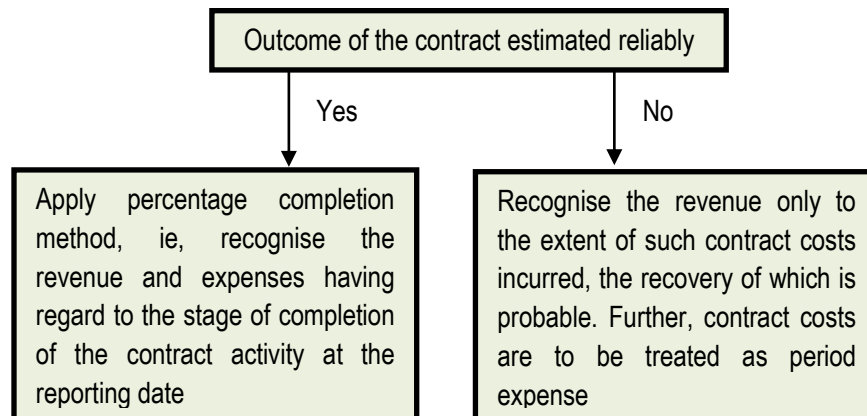 Outcome of the contract estimated reliably
Yes
No
Apply percentage completion
method, ie, recognise the
revenue and expenses having
regard to the stage of completion
of the contract activity at the
reporting date
Recognise the revenue only to
the extent of such contract costs
incurred, the recovery of which is
probable. Further, contract costs
are to be treated as period
expense